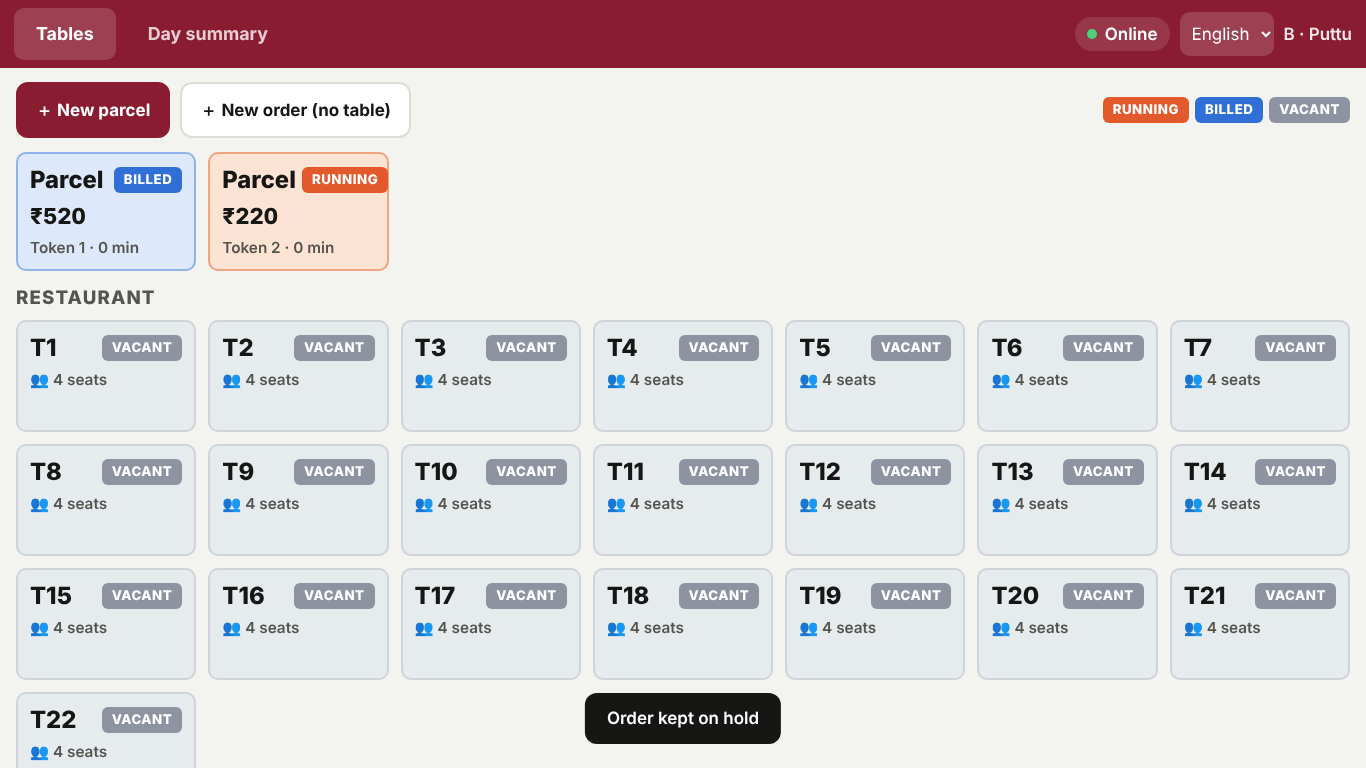 Tables Day summary Online English B · Puttu
+ New parcel + New order (no table) RUNNING BILLED VACANT
Parcel BILLED Parcel RUNNING
₹520 ₹220
Token 1 · 0 min Token 2 · 0 min
RESTAURANT
T1 VACANT T2 VACANT T3 VACANT T4 VACANT T5 VACANT T6 VACANT T7 VACANT
4 seats 4 seats 4 seats 4 seats 4 seats 4 seats 4 seats
T8 VACANT T9 VACANT T10 VACANT T11 VACANT T12 VACANT T13 VACANT T14 VACANT
4 seats 4 seats 4 seats 4 seats 4 seats 4 seats 4 seats
T15 VACANT T16 VACANT T17 VACANT T18 VACANT T19 VACANT T20 VACANT T21 VACANT
4 seats 4 seats 4 seats 4 seats 4 seats 4 seats 4 seats
T22 VACANT
4 seats
Order kept on hold